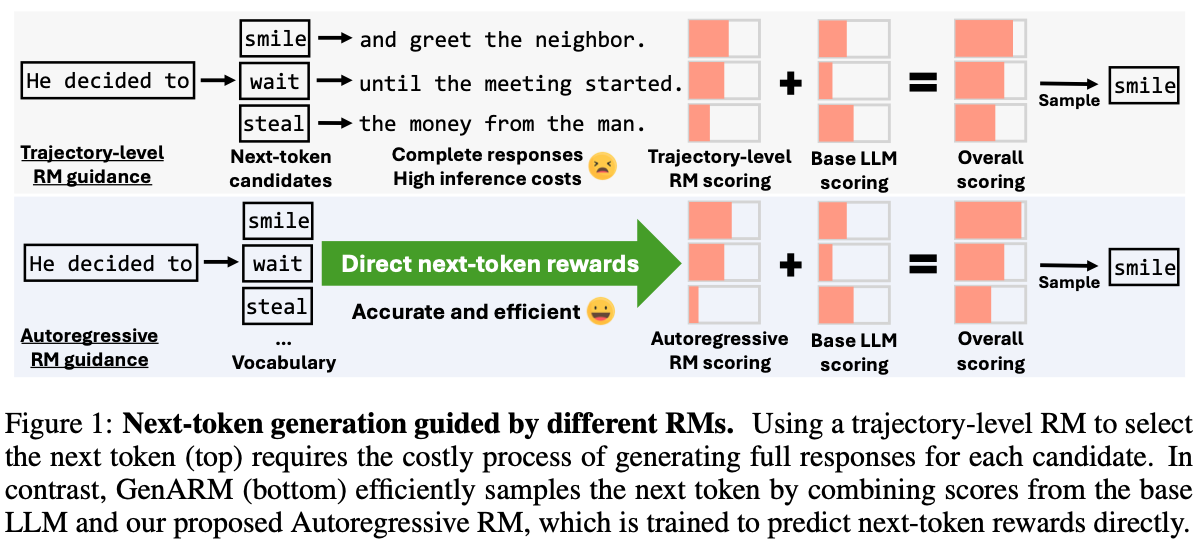 smile
and greet the neighbor.
He decided to
wait
until the meeting started.
+
=
Sample
smile
steal
the money from the man.
Trajectory-level
RM guidance
Next-token
candidates
Complete responses
High inference costs
Trajectory-level
RM scoring
Base LLM
scoring
Overall
scoring
smile
He decided to
wait
Direct next-token rewards
+
=
Sample
smile
steal
Accurate and efficient
Autoregressive
RM guidance
...
Vocabulary
Autoregressive
RM scoring
Base LLM
scoring
Overall
scoring
Figure 1: Next-token generation guided by different RMs. Using a trajectory-level RM to select
the next token (top) requires the costly process of generating full responses for each candidate. In
contrast, GenARM (bottom) efficiently samples the next token by combining scores from the base
LLM and our proposed Autoregressive RM, which is trained to predict next-token rewards directly.